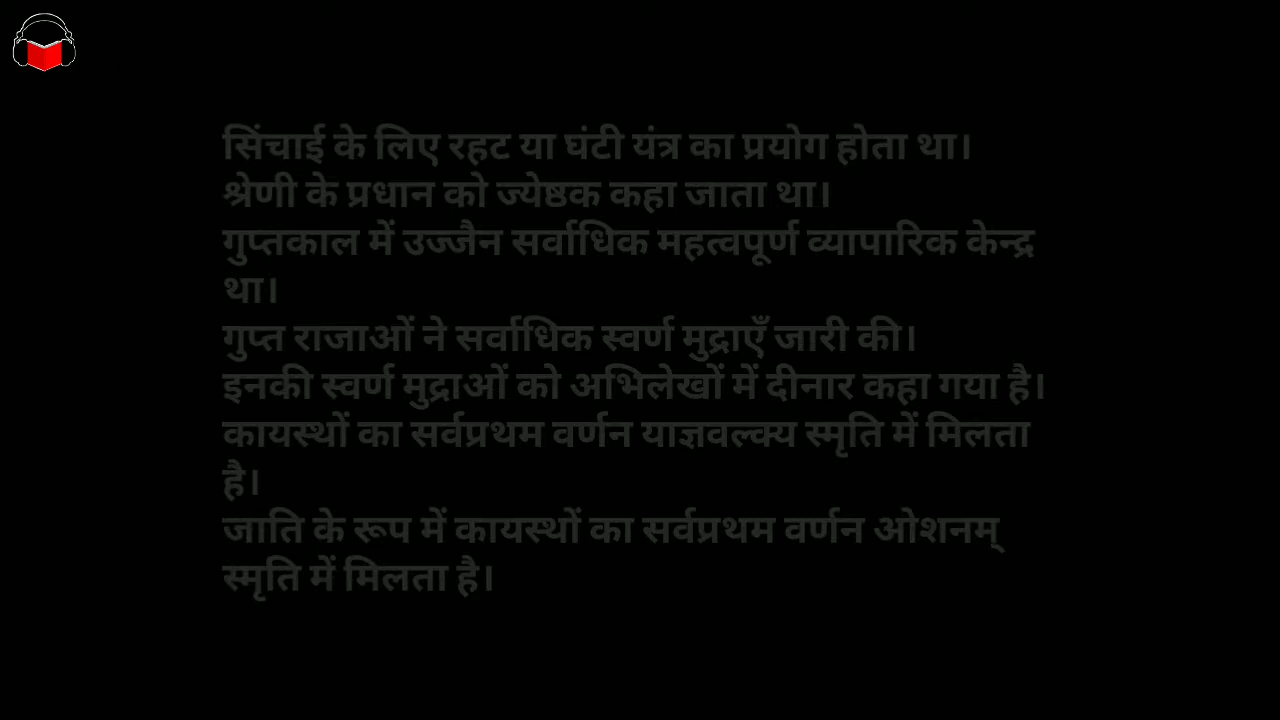 सिंचाई के लिए रहट या घंटी यंत्र का प्रयोग होता था।
श्रेणी के प्रधान को ज्येष्ठक कहा जाता था।
गुप्तकाल में उज्जैन सर्वाधिक महत्वपूर्ण व्यापारिक केन्द्र
था।
गुप्त राजाओं ने सर्वाधिक स्वर्ण मुद्राएँ जारी की।
इनकी स्वर्ण मुद्राओं को अभिलेखों में दीनार कहा गया है।
कायस्थों का सर्वप्रथम वर्णन याज्ञवल्क्य स्मृति में मिलता
है।
जाति के रूप में कायस्थों का सर्वप्रथम वर्णन ओशनम्
स्मृति में मिलता है।